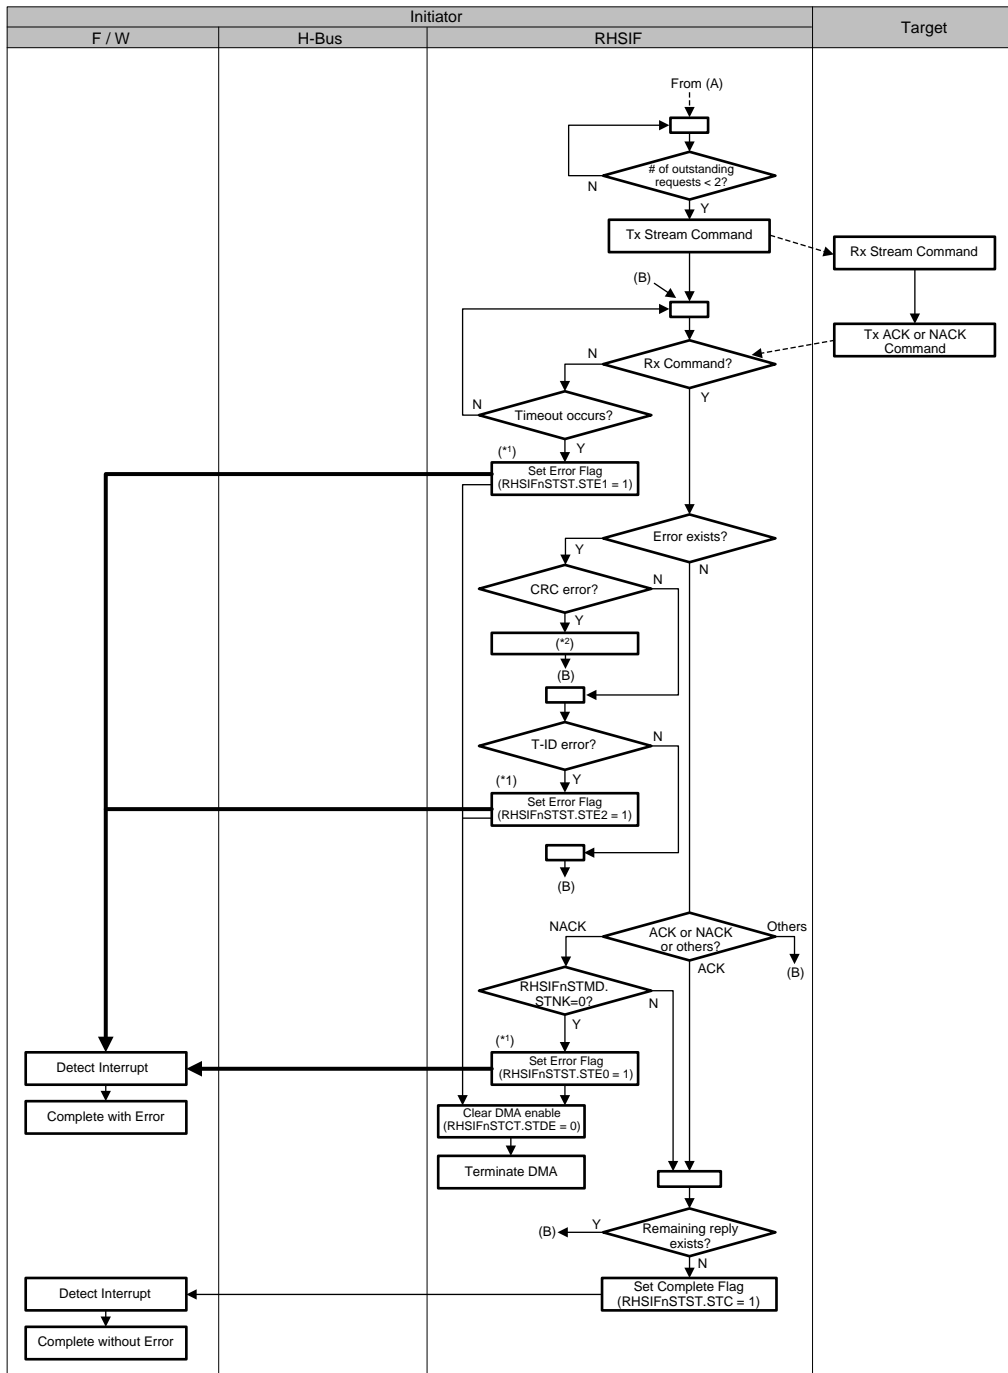 Initiator
Target
F / W
H-Bus
RHSIF
From (A)
# of outstanding
requests < 2?
N
Y
Tx Stream Command
Rx Stream Command
(B)
Tx ACK or NACK
Command
N
Rx Command?
Y
N
Timeout occurs?
Y
(*1)
Set Error Flag
(RHSIFnSTST.STE1 = 1)
Error exists?
Y
N
CRC error?
N
Y
(*2)
(B)
T-ID error?
N
Y
(*1)
Set Error Flag
(RHSIFnSTST.STE2 = 1)
(B)
NACK
ACK or NACK
or others?
Others
(B)
ACK
RHSIFnSTMD.
STNK=0?
N
Y
(*1)
Set Error Flag
(RHSIFnSTST.STE0 = 1)
Detect Interrupt
Complete with Error
Clear DMA enable
(RHSIFnSTCT.STDE = 0)
Terminate DMA
(B)
Y
Remaining reply
exists?
N
Set Complete Flag
(RHSIFnSTST.STC = 1)
Detect Interrupt
Complete without Error